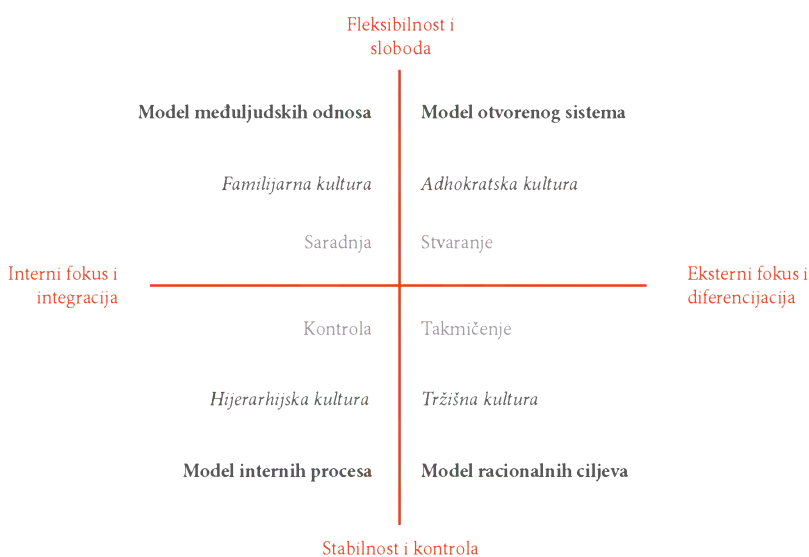 Fleksibilnost i
sloboda
Model međuljudskih odnosa
Model otvorenog sistema
Familijarna kultura
Adhokratska kultura
Saradnja
Stvaranje
Interni fokus i
integracija
Eksterni fokus i
diferencijacija
Kontrola
Takmičenje
Hijerarhijska kultura
Tržišna kultura
Model internih procesa
Model racionalnih ciljeva
Stabilnost i kontrola